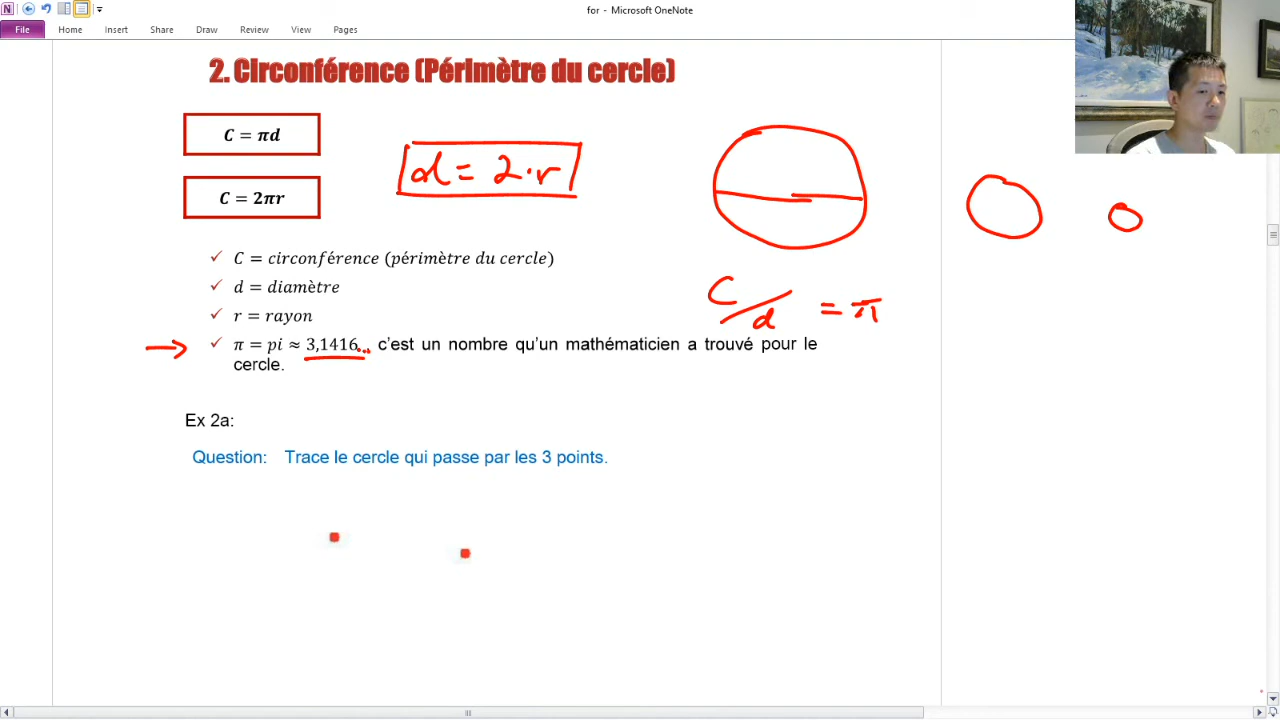 for - Microsoft OneNote
File Home Insert Share Draw Review View Pages
2. Circonférence (Périmètre du cercle)
C = πd
d = 2·r
C = 2πr
C = circonférence (périmètre du cercle)
d = diamètre
r = rayon
C/d = π
π = pi ≈ 3,1416... c'est un nombre qu'un mathématicien a trouvé pour le
cercle.
Ex 2a:
Question: Trace le cercle qui passe par les 3 points.